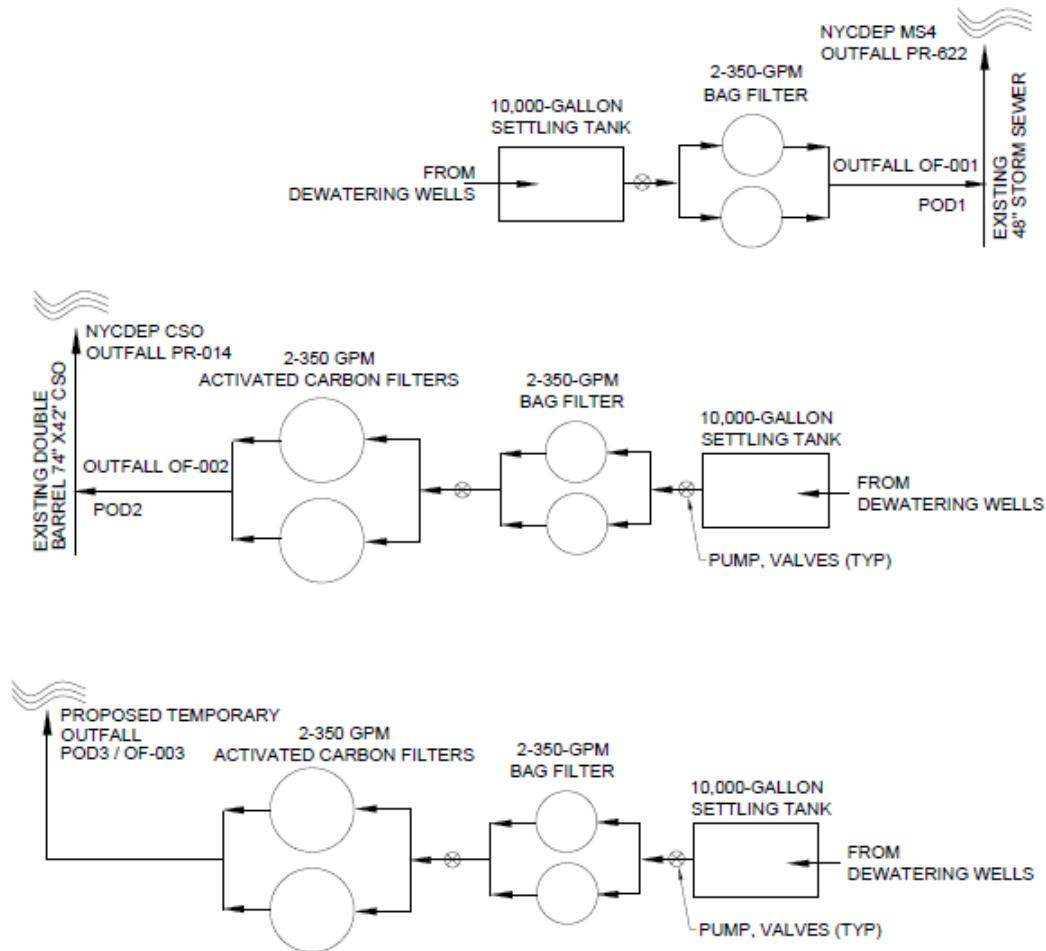 NYCDEP MS4
OUTFALL PR-622
2-350-GPM
BAG FILTER
10,000-GALLON
SETTLING TANK
FROM
DEWATERING WELLS
OUTFALL OF-001
POD1
EXISTING
48" STORM SEWER
NYCDEP CSO
OUTFALL PR-014
2-350 GPM
ACTIVATED CARBON FILTERS
2-350-GPM
BAG FILTER
10,000-GALLON
SETTLING TANK
EXISTING DOUBLE
BARREL 74" X42" CSO
OUTFALL OF-002
POD2
FROM
DEWATERING WELLS
PUMP, VALVES (TYP)
PROPOSED TEMPORARY
OUTFALL
POD3 / OF-003
2-350 GPM
ACTIVATED CARBON FILTERS
2-350-GPM
BAG FILTER
10,000-GALLON
SETTLING TANK
FROM
DEWATERING WELLS
PUMP, VALVES (TYP)